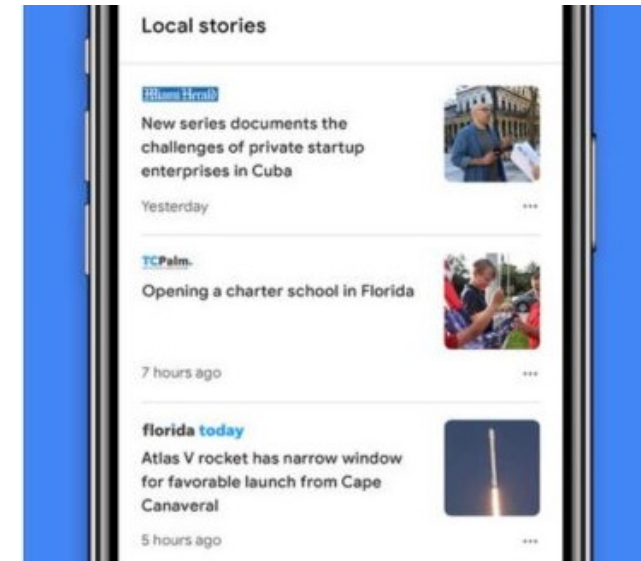 Local stories
Miami Herald
New series documents the
challenges of private startup
enterprises in Cuba
Yesterday
TCPalm.
Opening a charter school in Florida
7 hours ago
florida today
Atlas V rocket has narrow window
for favorable launch from Cape
Canaveral
5 hours ago